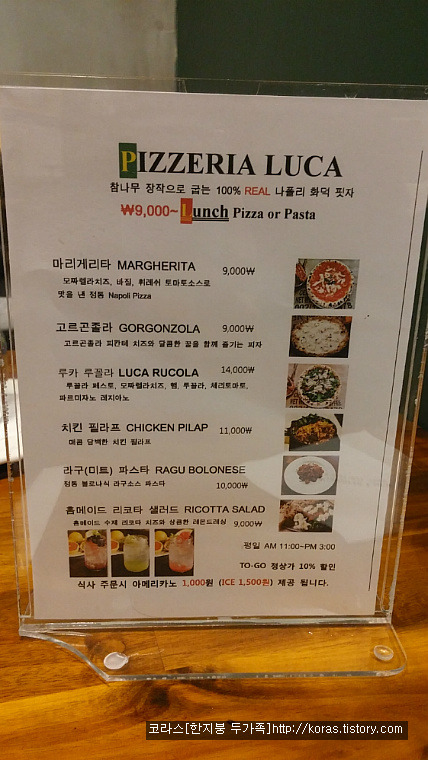 PIZZERIA LUCA
참나무 장작으로 굽는 100% REAL 나폴리 화덕 핏자
₩9,000~ Lunch Pizza or Pasta
마리게리타 MARGHERITA 9,000₩
모짜렐라치즈, 바질, 휘레쉬 토마토소스로
맛을 낸 정통 Napoli Pizza
고르곤졸라 GORGONZOLA 9,000₩
고르곤졸라 피칸테 치즈와 달콤한 꿀을 함께 즐기는 피자
루카 루꼴라 LUCA RUCOLA 14,000₩
루꼴라 페스토, 모짜렐라치즈, 햄, 루꼴라, 체리토마토,
파르미자노 레지아노
치킨 필라프 CHICKEN PILAP 11,000₩
매콤 담백한 치킨 필라프
라구(미트) 파스타 RAGU BOLONESE
정통 볼로냐식 라구소스 파스타 10,000₩
홈메이드 리코타 샐러드 RICOTTA SALAD
홈메이드 수제 리코타 치즈와 상큼한 레몬드레싱 9,000₩
평일 AM 11:00~PM 3:00
TO-GO 정상가 10% 할인
식사 주문시 아메리카노 1,000원 (ICE 1,500원) 제공 됩니다.
코라스[한지붕 두가족]http://koras.tistory.com